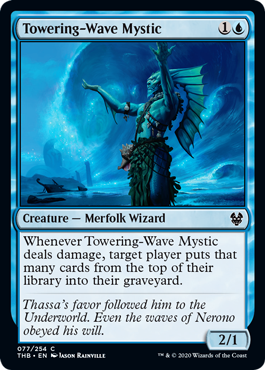 Towering-Wave Mystic 1
Creature — Merfolk Wizard
Whenever Towering-Wave Mystic
deals damage, target player puts that
many cards from the top of their
library into their graveyard.
Thassa's favor followed him to the
Underworld. Even the waves of Nerono
obeyed his will.
2/1
077/254 C
THB • EN JASON RAINVILLE
™ & © 2020 Wizards of the Coast